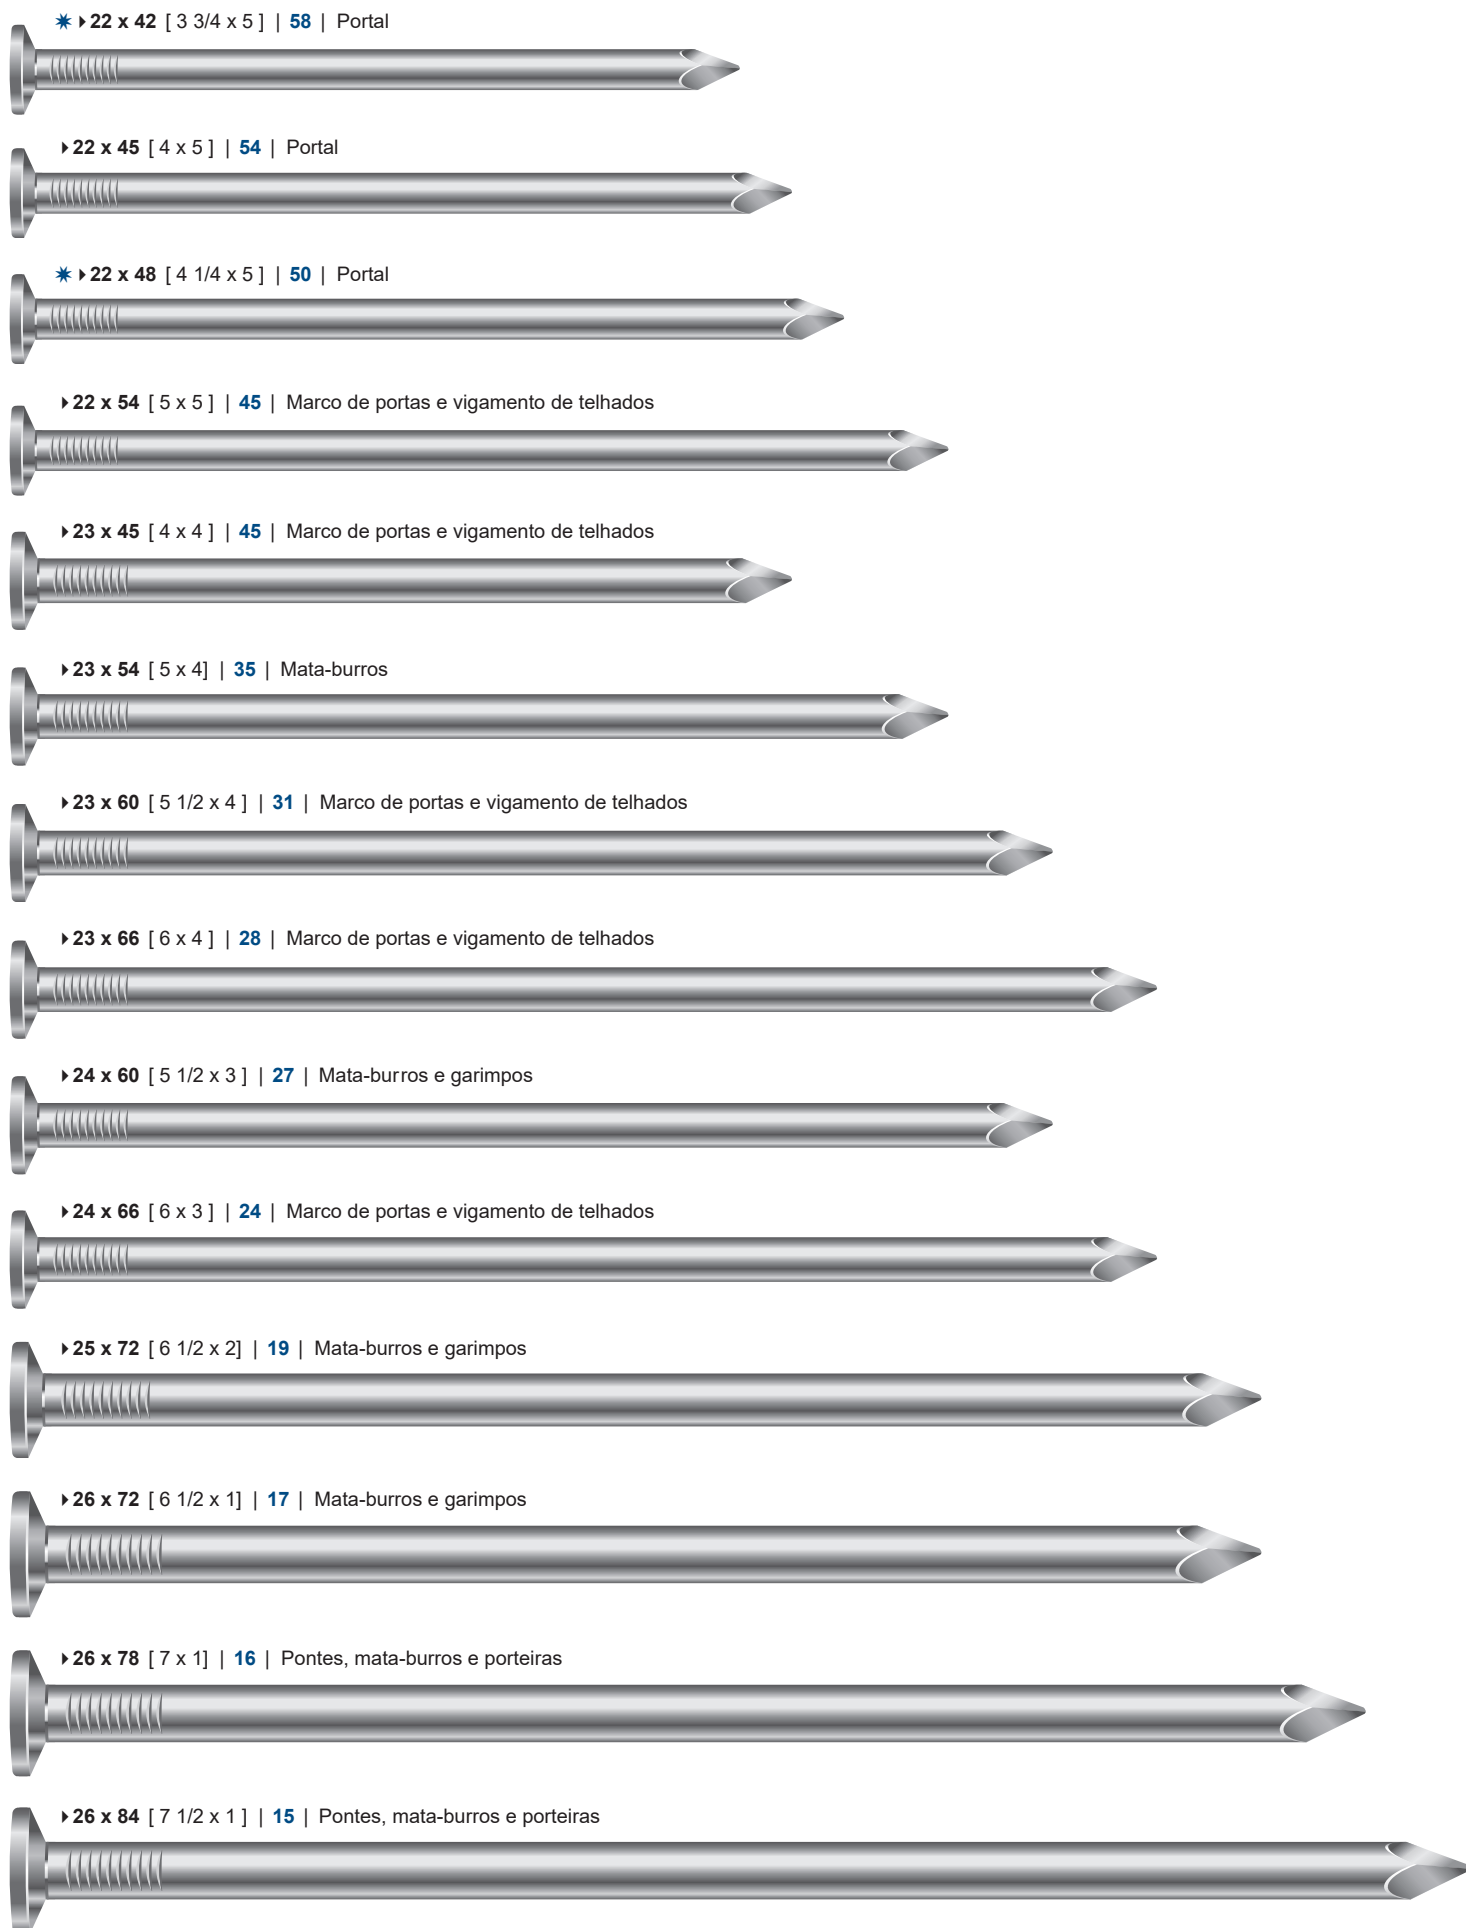 22 x 42 [ 3 3/4 x 5 ] | 58 | Portal
22 x 45 [ 4 x 5 ] | 54 | Portal
22 x 48 [ 4 1/4 x 5 ] | 50 | Portal
22 x 54 [ 5 x 5 ] | 45 | Marco de portas e vigamento de telhados
23 x 45 [ 4 x 4 ] | 45 | Marco de portas e vigamento de telhados
23 x 54 [ 5 x 4] | 35 | Mata-burros
23 x 60 [ 5 1/2 x 4 ] | 31 | Marco de portas e vigamento de telhados
23 x 66 [ 6 x 4 ] | 28 | Marco de portas e vigamento de telhados
24 x 60 [ 5 1/2 x 3 ] | 27 | Mata-burros e garimpos
24 x 66 [ 6 x 3 ] | 24 | Marco de portas e vigamento de telhados
25 x 72 [ 6 1/2 x 2] | 19 | Mata-burros e garimpos
26 x 72 [ 6 1/2 x 1] | 17 | Mata-burros e garimpos
26 x 78 [ 7 x 1] | 16 | Pontes, mata-burros e porteiras
26 x 84 [ 7 1/2 x 1 ] | 15 | Pontes, mata-burros e porteiras